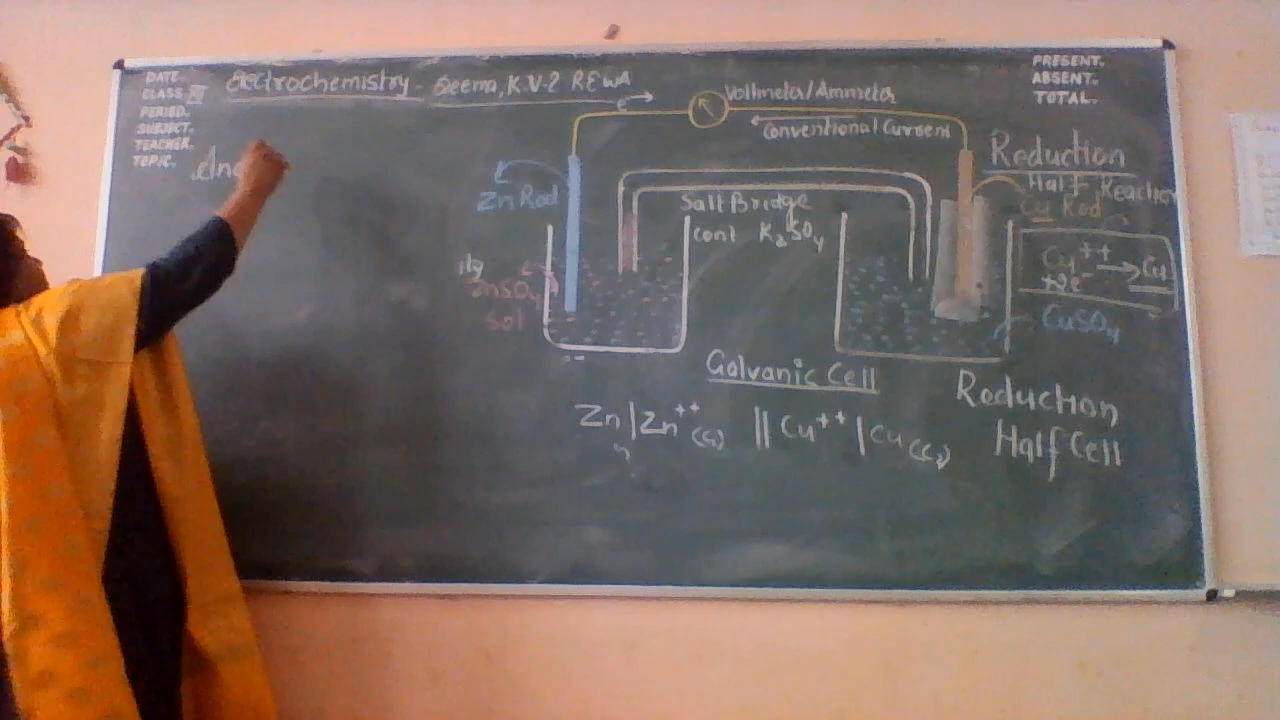 DATE.
CLASS
PERIOD.
SUBJECT.
TEACHER.
TOPIC.
Electrochemistry - Seema, K.V-2 REWA
PRESENT.
ABSENT.
TOTAL.
Voltmeter/Ammeter
Conventional Current
Zn Rod
Salt Bridge
cont K2SO4
ZnSO4
Sol
Reduction
Half Reaction
Cu Rod
Cu++ → Cu
+2e-
CuSO4
Galvanic Cell
Zn | Zn++ || Cu++ | Cu
Reduction
Half Cell